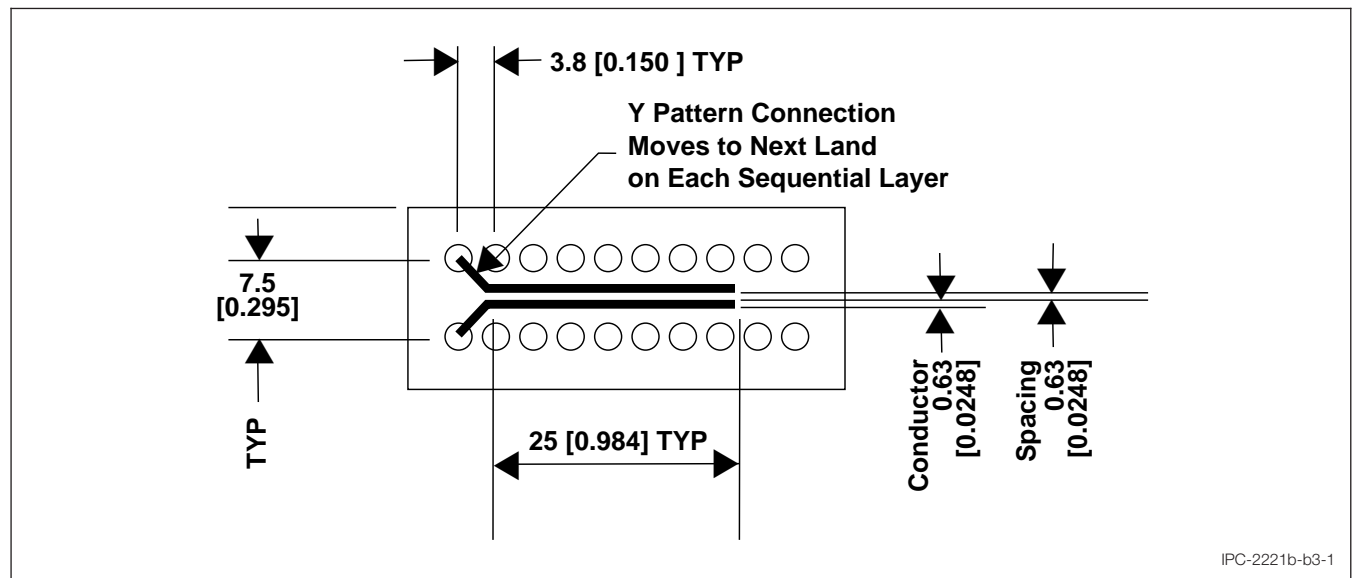 3.8 [0.150 ] TYP
Y Pattern Connection
Moves to Next Land
on Each Sequential Layer
7.5
[0.295]
TYP
25 [0.984] TYP
Conductor
0.63
[0.0248]
Spacing
0.63
[0.0248]
IPC-2221b-b3-1